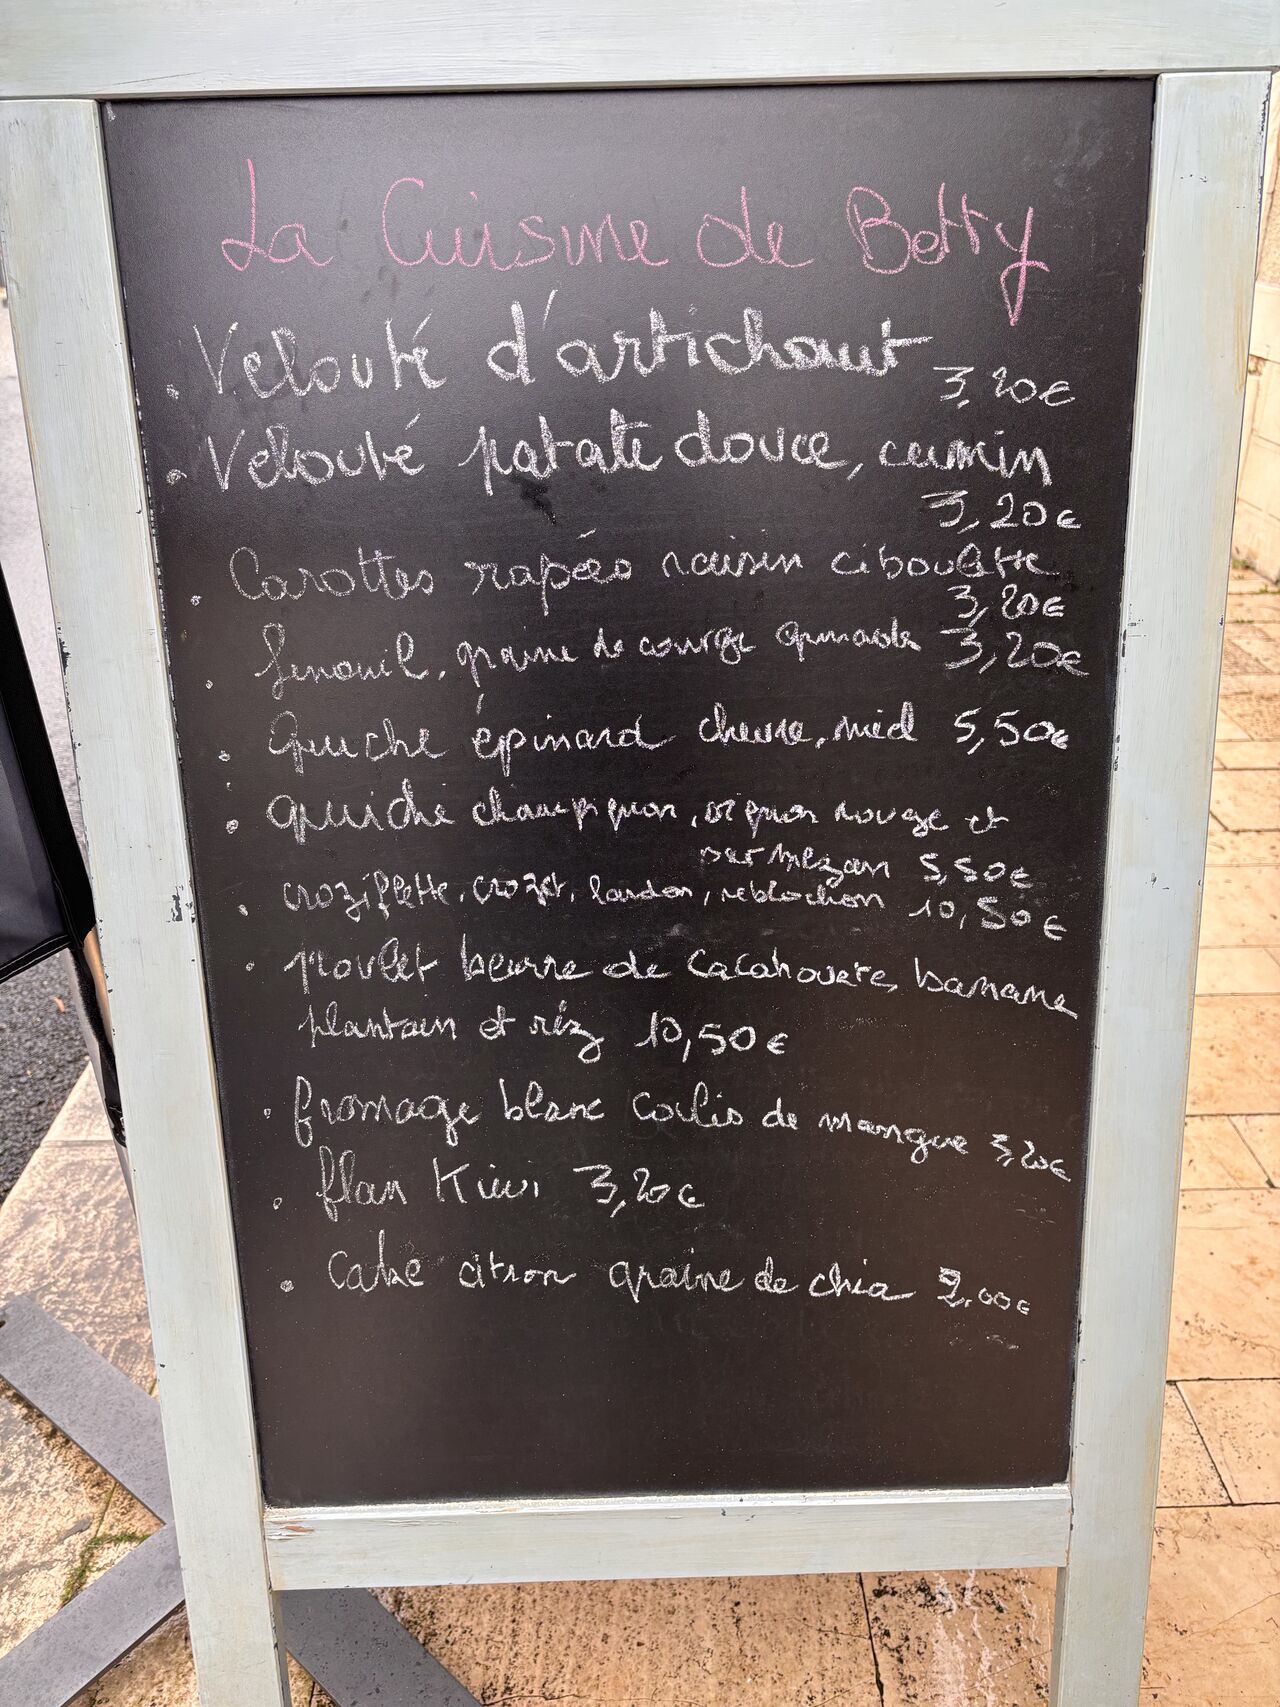 La Cuisine de Betty
. Velouté d'artichaut 3,20€
. Velouté patate douce, cumin
3,20€
. Carottes rapées raisin ciboulette
3,20€
. fenouil, graine de courge grenade 3,20€
. Quiche épinard chevre, miel 5,50€
. quiche champignon, oignon rouge et
parmezan 5,50€
. croziflette, crozet, lardon, reblochon 10,50€
. poulet beurre de cacahouete, banane
plantain et riz 10,50€
. fromage blanc coulis de mangue 3,20€
. flan Kiwi 3,20€
. cake citron graine de chia 2,00€